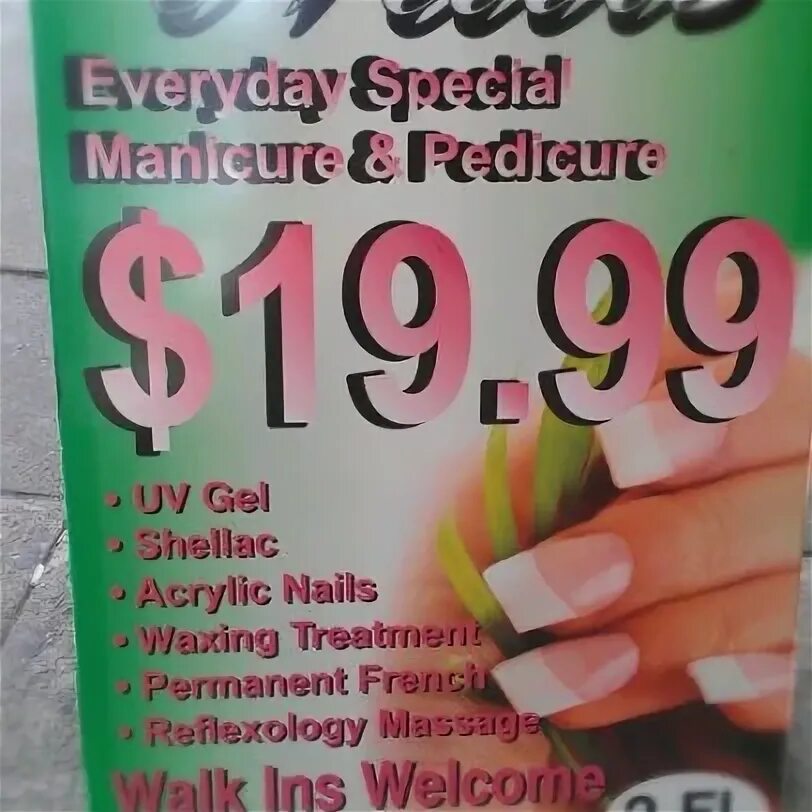 Everyday Special
Manicure & Pedicure
$19.99
• UV Gel
• Shellac
• Acrylic Nails
• Waxing Treatment
• Permanent French
• Reflexology Massage
Walk Ins Welcome